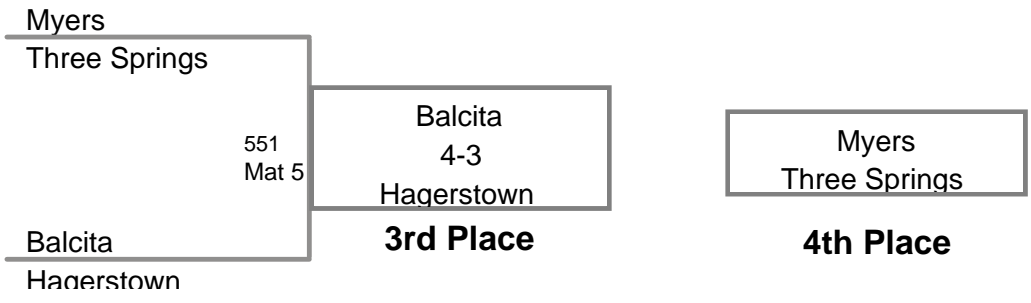 Myers
Three Springs
551
Mat 5
Balcita
Hagerstown
Balcita
4-3
Hagerstown
3rd Place
Myers
Three Springs
4th Place